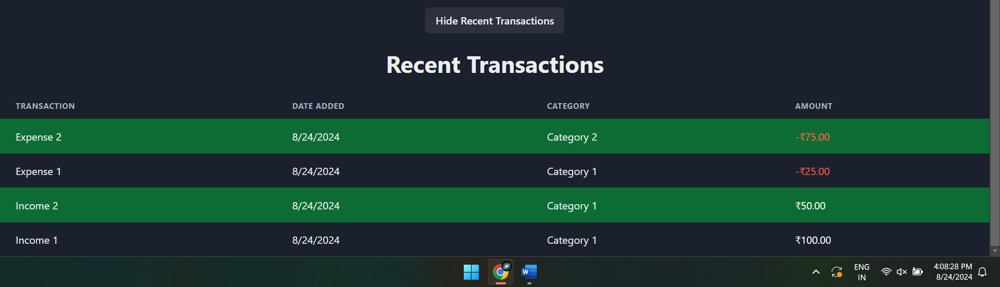 Hide Recent Transactions
Recent Transactions
TRANSACTION DATE ADDED CATEGORY AMOUNT
Expense 2 8/24/2024 Category 2 -₹75.00
Expense 1 8/24/2024 Category 1 -₹25.00
Income 2 8/24/2024 Category 1 ₹50.00
Income 1 8/24/2024 Category 1 ₹100.00
W
ENG
IN
4:08:28 PM
8/24/2024